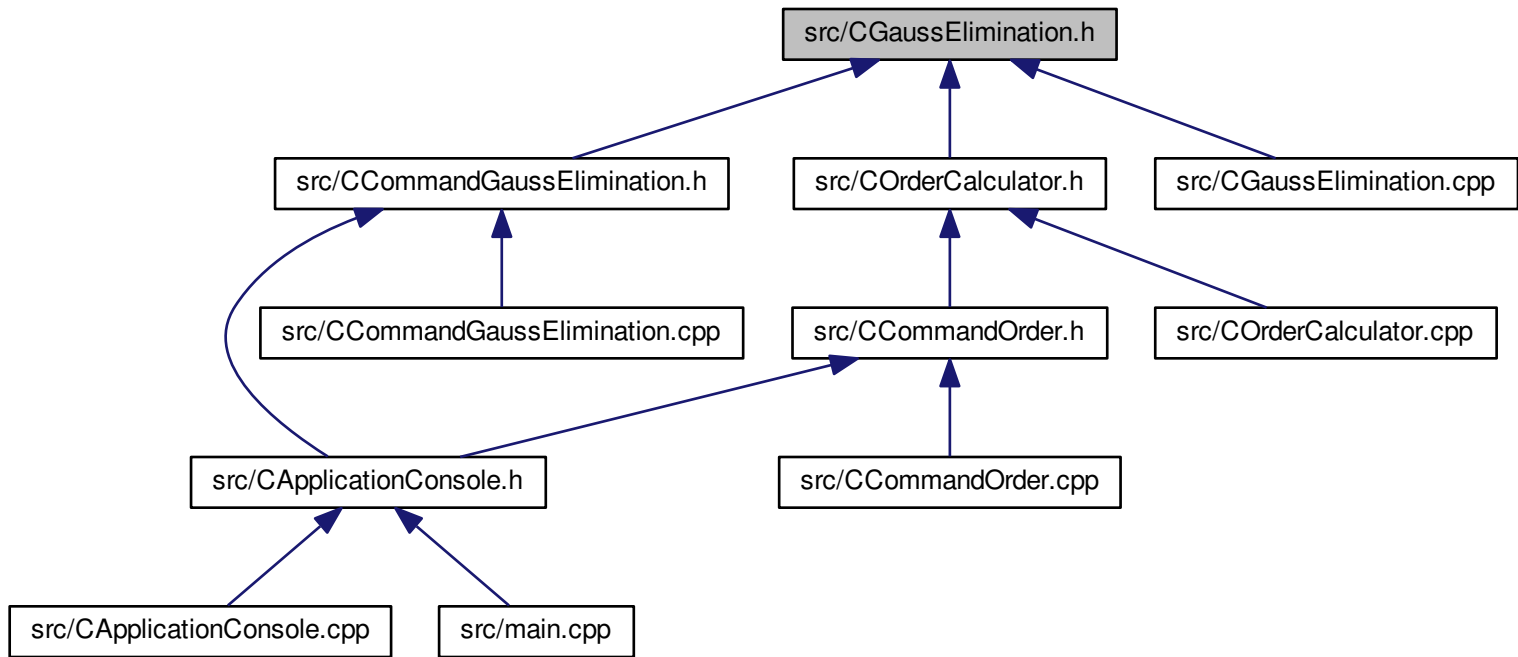 src/CGaussElimination.h
src/CCommandGaussElimination.h
src/COrderCalculator.h
src/CGaussElimination.cpp
src/CCommandGaussElimination.cpp
src/CCommandOrder.h
src/COrderCalculator.cpp
src/CApplicationConsole.h
src/CCommandOrder.cpp
src/CApplicationConsole.cpp
src/main.cpp